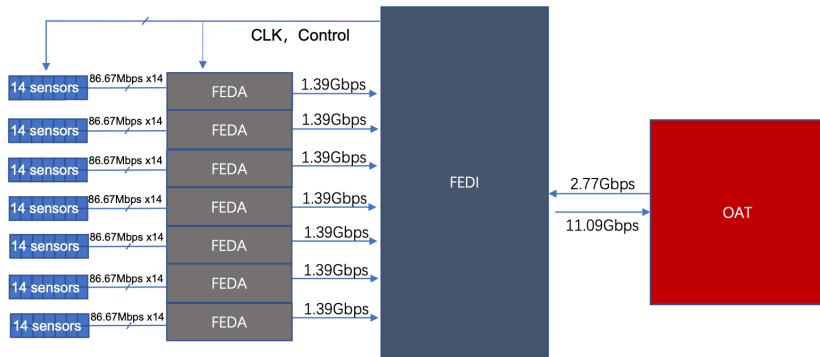 CLK, Control
14 sensors 86.67Mbps x14 FEDA 1.39Gbps
14 sensors 86.67Mbps x14 FEDA 1.39Gbps
14 sensors 86.67Mbps x14 FEDA 1.39Gbps
14 sensors 86.67Mbps x14 FEDA 1.39Gbps
14 sensors 86.67Mbps x14 FEDA 1.39Gbps
14 sensors 86.67Mbps x14 FEDA 1.39Gbps
14 sensors 86.67Mbps x14 FEDA 1.39Gbps
FEDI
2.77Gbps
11.09Gbps
OAT